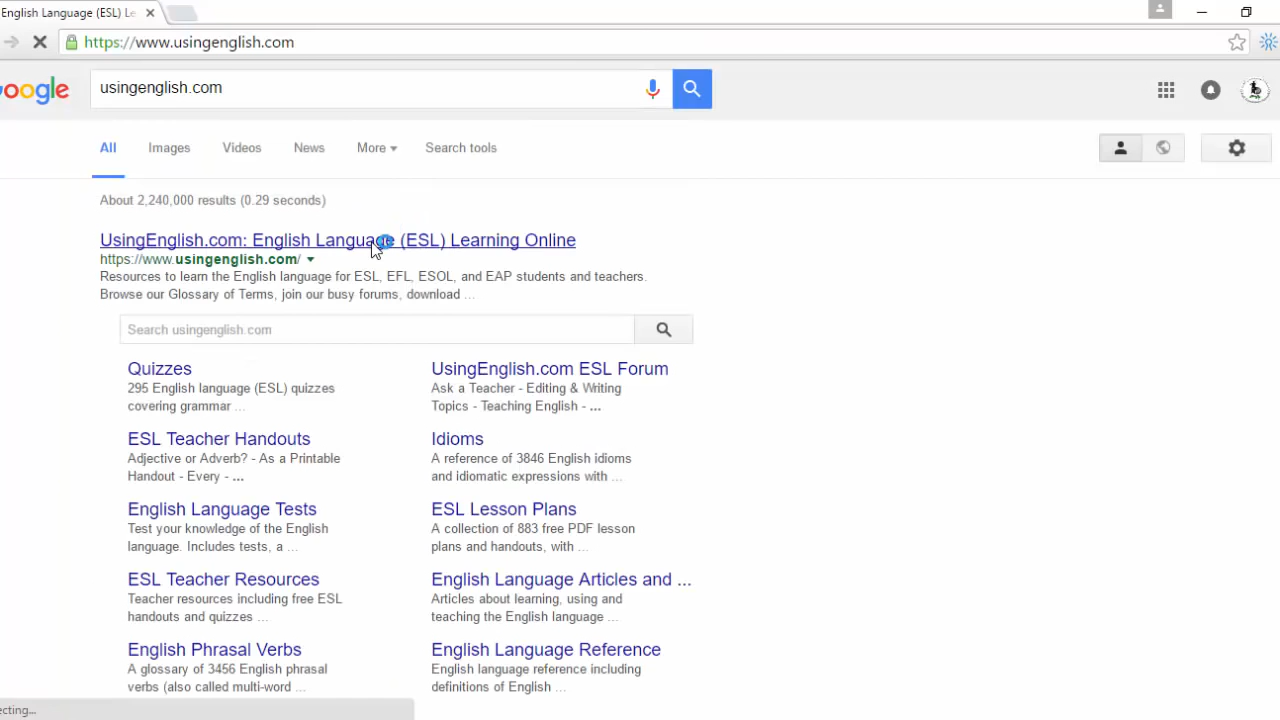 English Language (ESL) Le
https://www.usingenglish.com
oogle
usingenglish.com
All Images Videos News More Search tools
About 2,240,000 results (0.29 seconds)
UsingEnglish.com: English Language (ESL) Learning Online
https://www.usingenglish.com/
Resources to learn the English language for ESL, EFL, ESOL, and EAP students and teachers.
Browse our Glossary of Terms, join our busy forums, download ...
Search usingenglish.com
Quizzes
295 English language (ESL) quizzes
covering grammar ...
UsingEnglish.com ESL Forum
Ask a Teacher - Editing & Writing
Topics - Teaching English - ...
ESL Teacher Handouts
Adjective or Adverb? - As a Printable
Handout - Every - ...
Idioms
A reference of 3846 English idioms
and idiomatic expressions with ...
English Language Tests
Test your knowledge of the English
language. Includes tests, a ...
ESL Lesson Plans
A collection of 883 free PDF lesson
plans and handouts, with ...
ESL Teacher Resources
Teacher resources including free ESL
handouts and quizzes ...
English Language Articles and ...
Articles about learning, using and
teaching the English language ...
English Phrasal Verbs
A glossary of 3456 English phrasal
verbs (also called multi-word ...
English Language Reference
English language reference including
definitions of English ...
ecting...